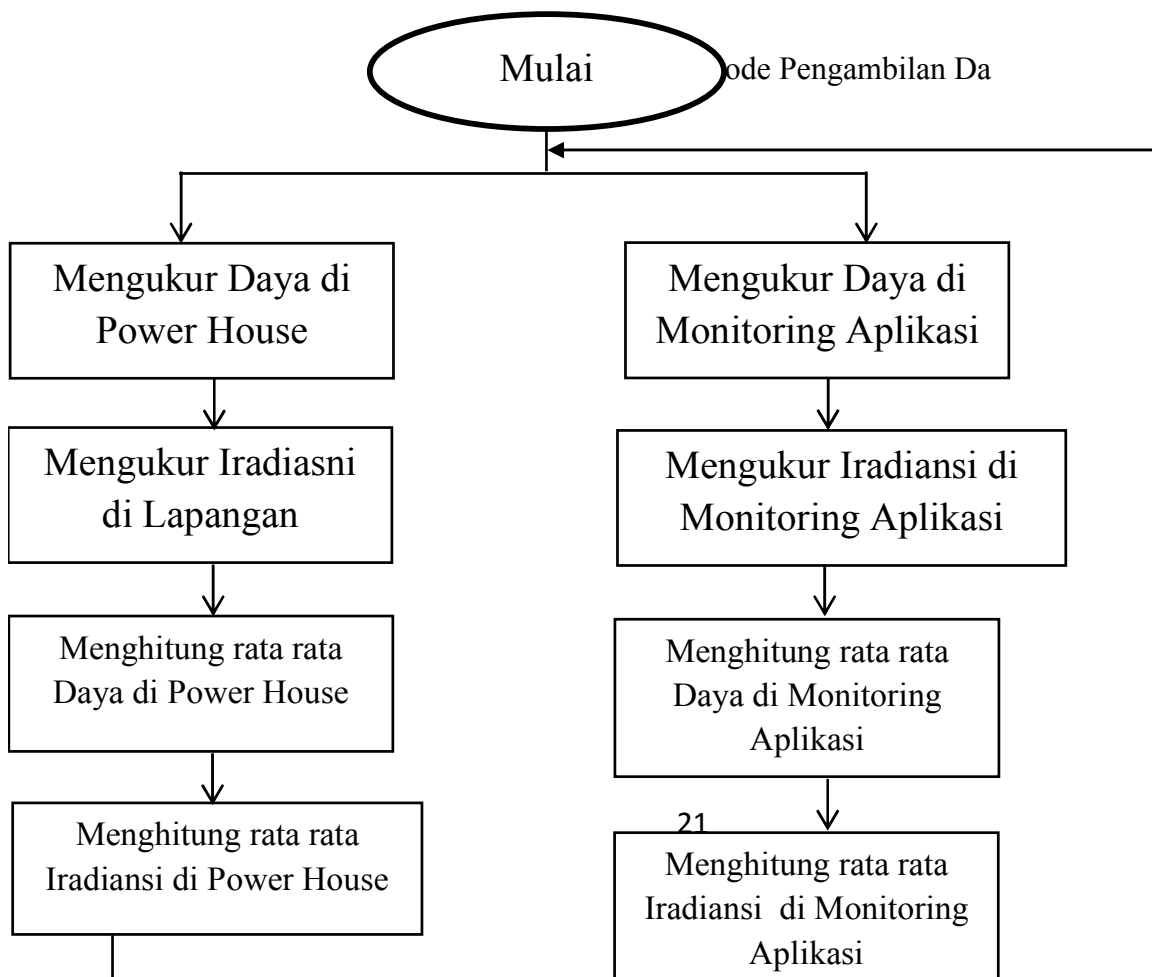 Mulai
ode Pengambilan Da
Mengukur Daya di
Power House
Mengukur Iradiasni
di Lapangan
Menghitung rata rata
Daya di Power House
Menghitung rata rata
Iradiansi di Power House
Mengukur Daya di
Monitoring Aplikasi
Mengukur Iradiansi di
Monitoring Aplikasi
Menghitung rata rata
Daya di Monitoring
Aplikasi
21
Menghitung rata rata
Iradiansi di Monitoring
Aplikasi